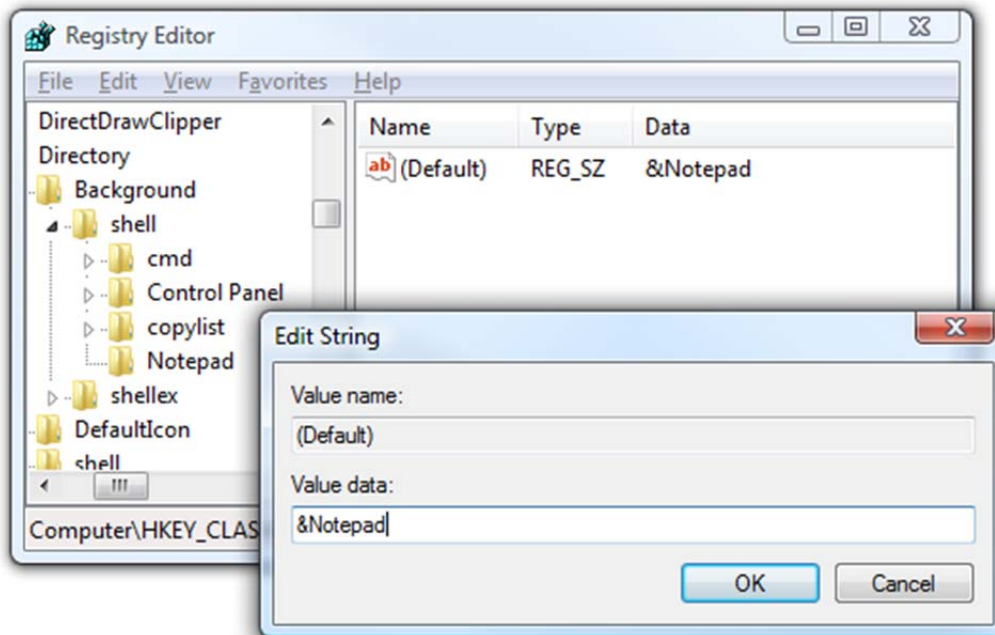 Registry Editor
File Edit View Favorites Help
DirectDrawClipper
Directory
Background
shell
cmd
Control Panel
copylist
Notepad
shellex
DefaultIcon
shell
Name Type Data
ab (Default) REG_SZ &Notepad
Computer\HKEY_CLAS
Edit String
Value name:
(Default)
Value data:
&Notepad
OK Cancel